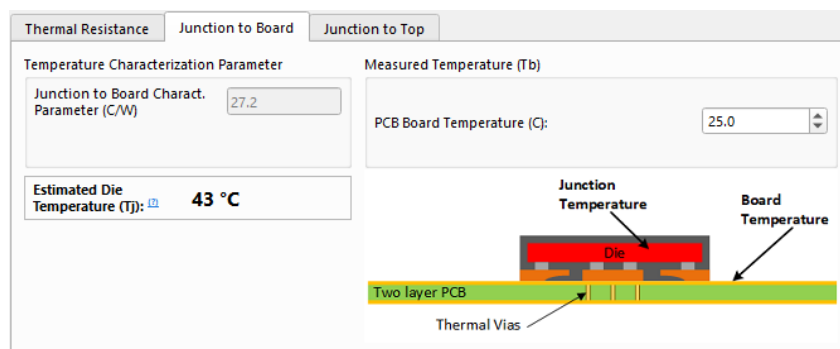 Thermal Resistance
Junction to Board
Junction to Top
Temperature Characterization Parameter
Junction to Board Charact.
Parameter (C/W)
27.2
Estimated Die
Temperature (Tj): (?)
43 °C
Measured Temperature (Tb)
PCB Board Temperature (C):
25.0
Junction
Temperature
Board
Temperature
Die
Two layer PCB
Thermal Vias